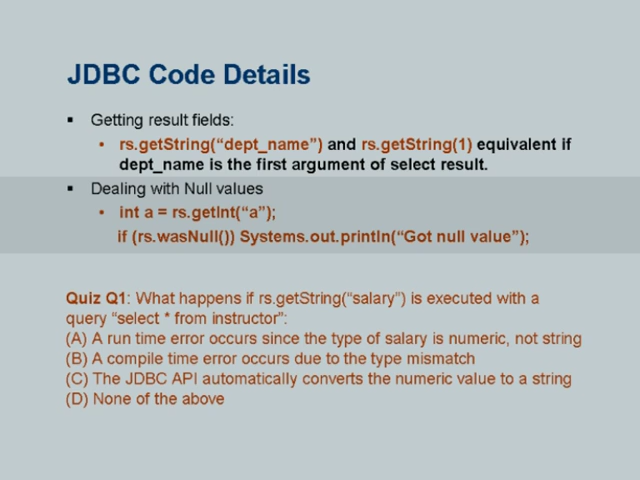 JDBC Code Details
▪ Getting result fields:
• rs.getString(“dept_name”) and rs.getString(1) equivalent if
dept_name is the first argument of select result.
▪ Dealing with Null values
• int a = rs.getInt(“a”);
if (rs.wasNull()) Systems.out.println(“Got null value”);
Quiz Q1: What happens if rs.getString(“salary”) is executed with a
query “select * from instructor”:
(A) A run time error occurs since the type of salary is numeric, not string
(B) A compile time error occurs due to the type mismatch
(C) The JDBC API automatically converts the numeric value to a string
(D) None of the above